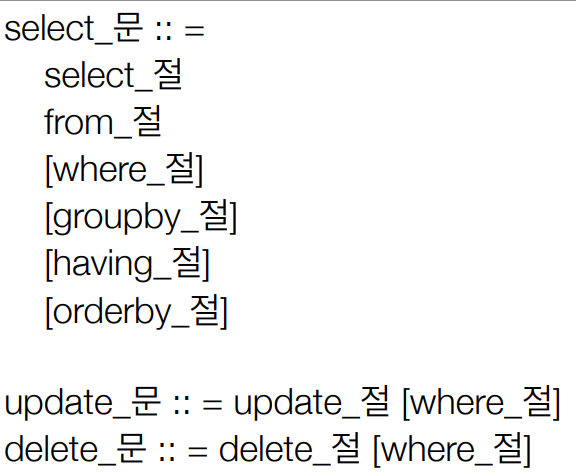 select_문 :: =
select_절
from_절
[where_절]
[groupby_절]
[having_절]
[orderby_절]
update_문 :: = update_절 [where_절]
delete_문 :: = delete_절 [where_절]